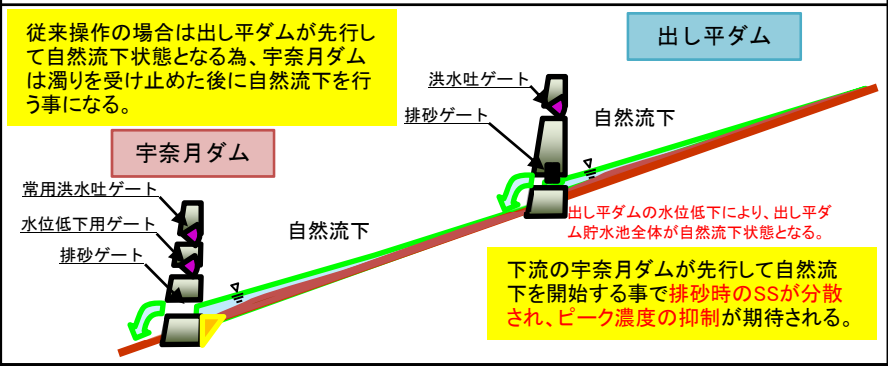 従来操作の場合は出し平ダムが先行し
て自然流下状態となる為、宇奈月ダム
は濁りを受け止めた後に自然流下を行
う事になる。
出し平ダム
洪水吐ゲート
排砂ゲート
自然流下
宇奈月ダム
常用洪水吐ゲート
水位低下用ゲート
排砂ゲート
自然流下
出し平ダムの水位低下により、出し平ダ
ム貯水池全体が自然流下状態となる。
下流の宇奈月ダムが先行して自然流
下を開始する事で排砂時のSSが分散
され、ピーク濃度の抑制が期待される。